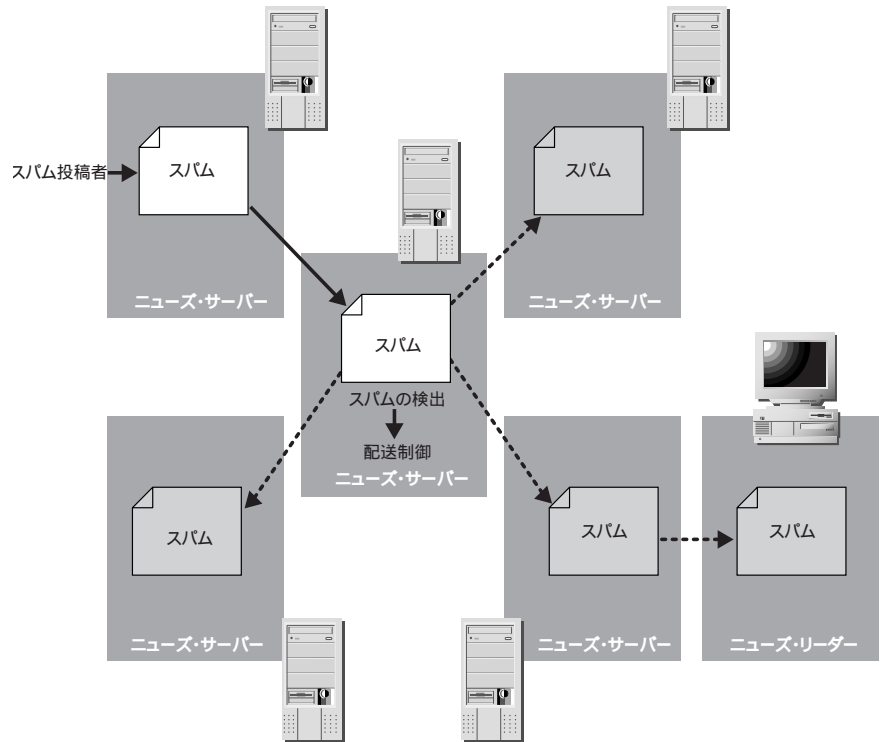 スパム投稿者
スパム
ニューズ・サーバー
スパム
ニューズ・サーバー
スパム
スパムの検出
配送制御
ニューズ・サーバー
スパム
ニューズ・サーバー
スパム
ニューズ・サーバー
スパム
ニューズ・リーダー